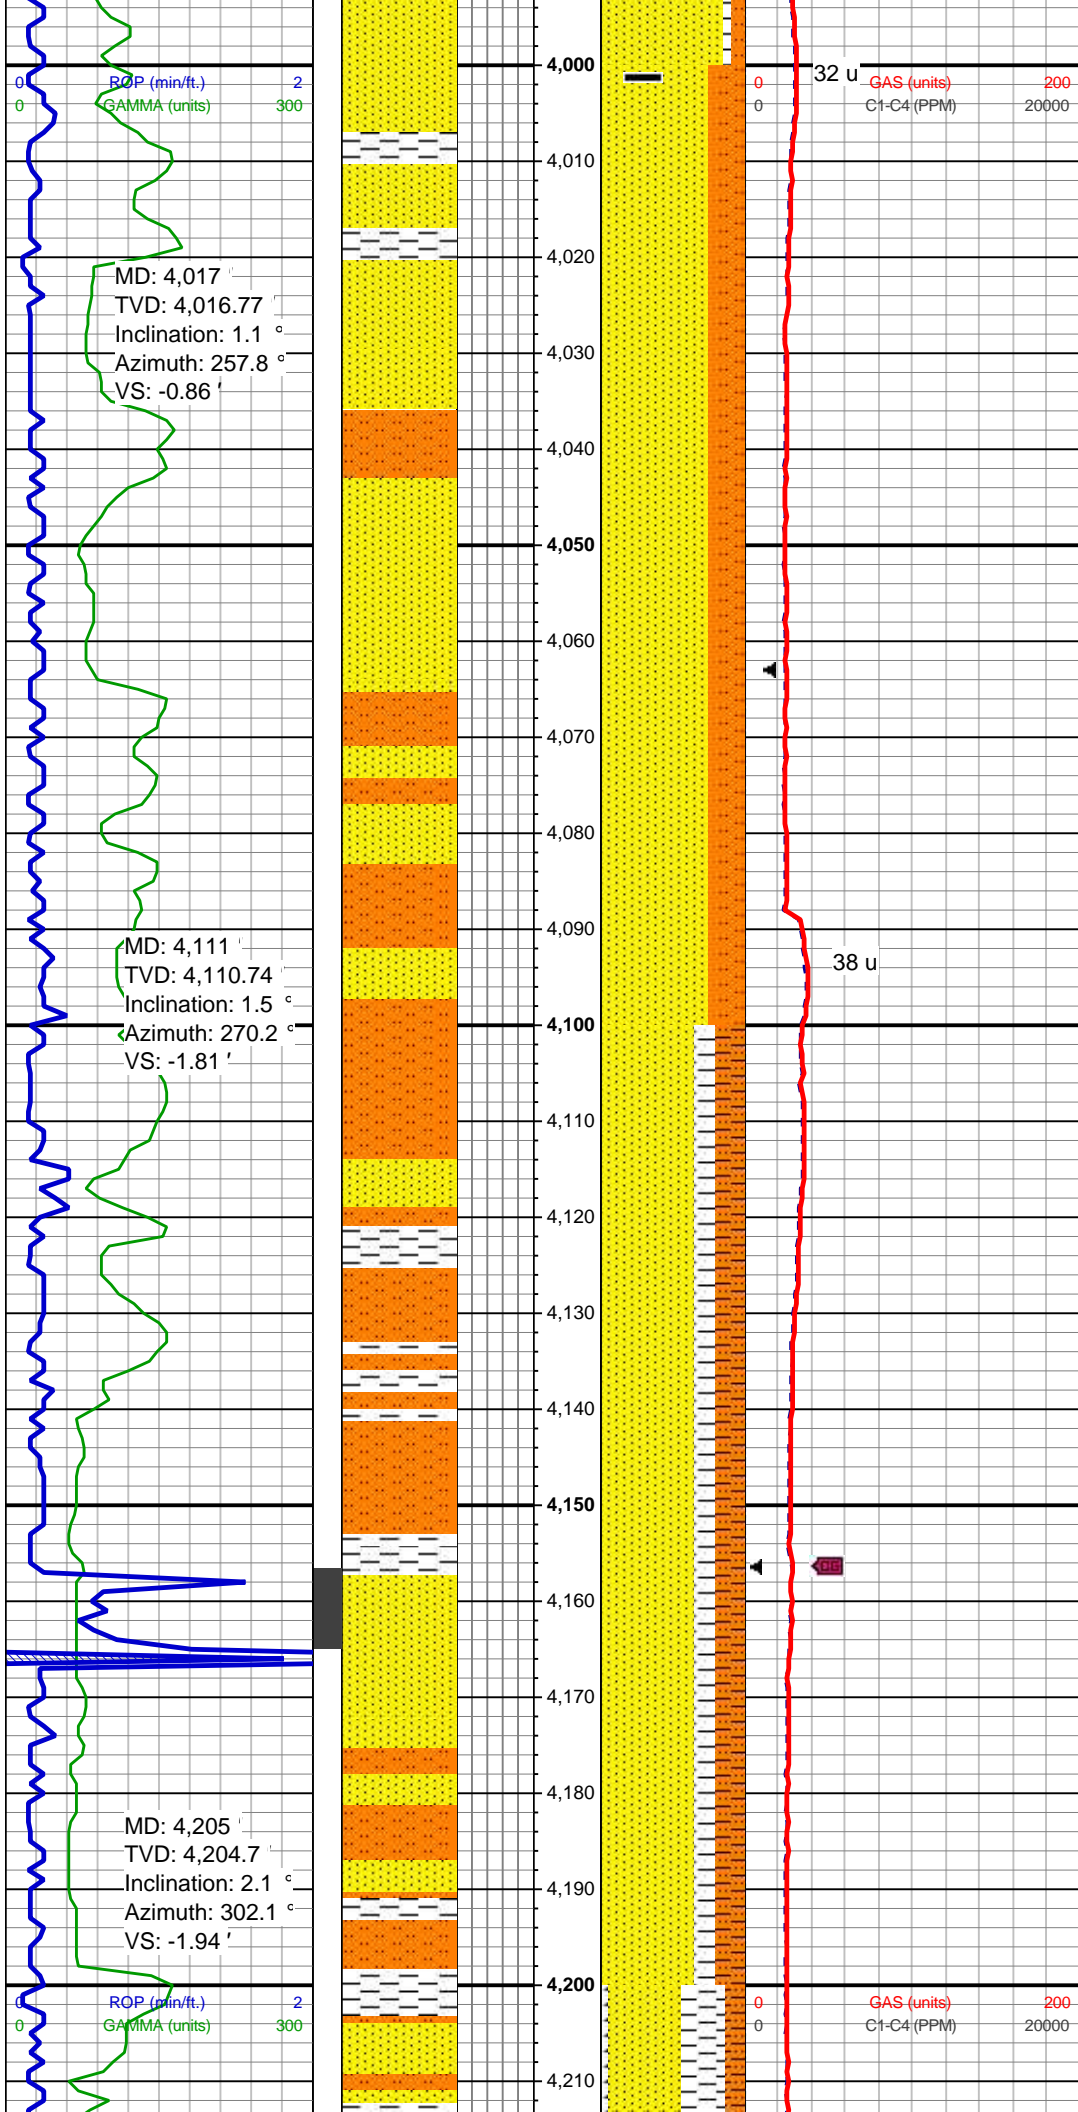 4,000
0 ROP (min/ft.) 2
0 GAMMA (units) 300
32 u
0 GAS (units) 200
0 C1-C4 (PPM) 20000
4,010
4,020
MD: 4,017 '
TVD: 4,016.77 '
Inclination: 1.1 °
Azimuth: 257.8 °
VS: -0.86 '
4,030
4,040
4,050
4,060
4,070
4,080
4,090
MD: 4,111 '
TVD: 4,110.74 '
Inclination: 1.5 °
Azimuth: 270.2 °
VS: -1.81 '
38 u
4,100
4,110
4,120
4,130
4,140
4,150
CG
4,160
4,170
4,180
MD: 4,205 '
TVD: 4,204.7 '
Inclination: 2.1 °
Azimuth: 302.1 °
VS: -1.94 '
4,190
4,200
0 ROP (min/ft.) 2
0 GAMMA (units) 300
0 GAS (units) 200
0 C1-C4 (PPM) 20000
4,210